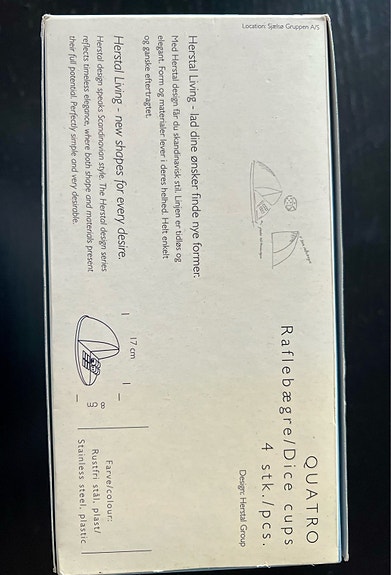 Location: Sjælsø Gruppen A/S
QUATRO
Raflebægre/Dice cups
4 stk./pcs.
Design: Herstal Group
Herstal Living - lad dine ønsker finde nye former.
Med Herstal design får du skandinavisk stil. Linjen er tidløs og
elegant. Form og materialer lever i deres helhed. Helt enkelt
og ganske eftertragtet.
Herstal Living - new shapes for every desire.
Herstal design speaks Scandinavian style. The Herstal design series
reflects timeless elegance, where both shape and materials present
their full potential. Perfectly simple and very desirable.
17 cm
8
Farve/colour:
Rustfri stål, plast/
Stainless steel, plastic